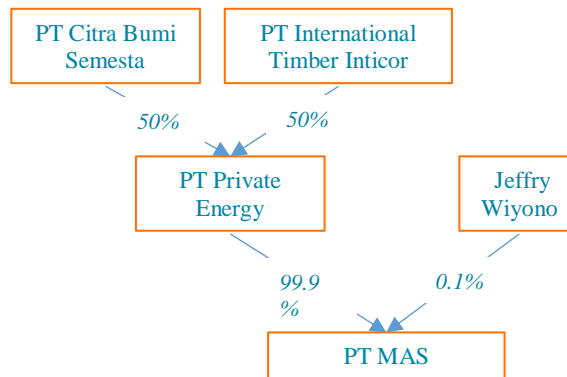 PT Citra Bumi
Semesta
PT International
Timber Inticor
50%
50%
PT Private
Energy
Jeffry
Wiyono
99.9
%
0.1%
PT MAS